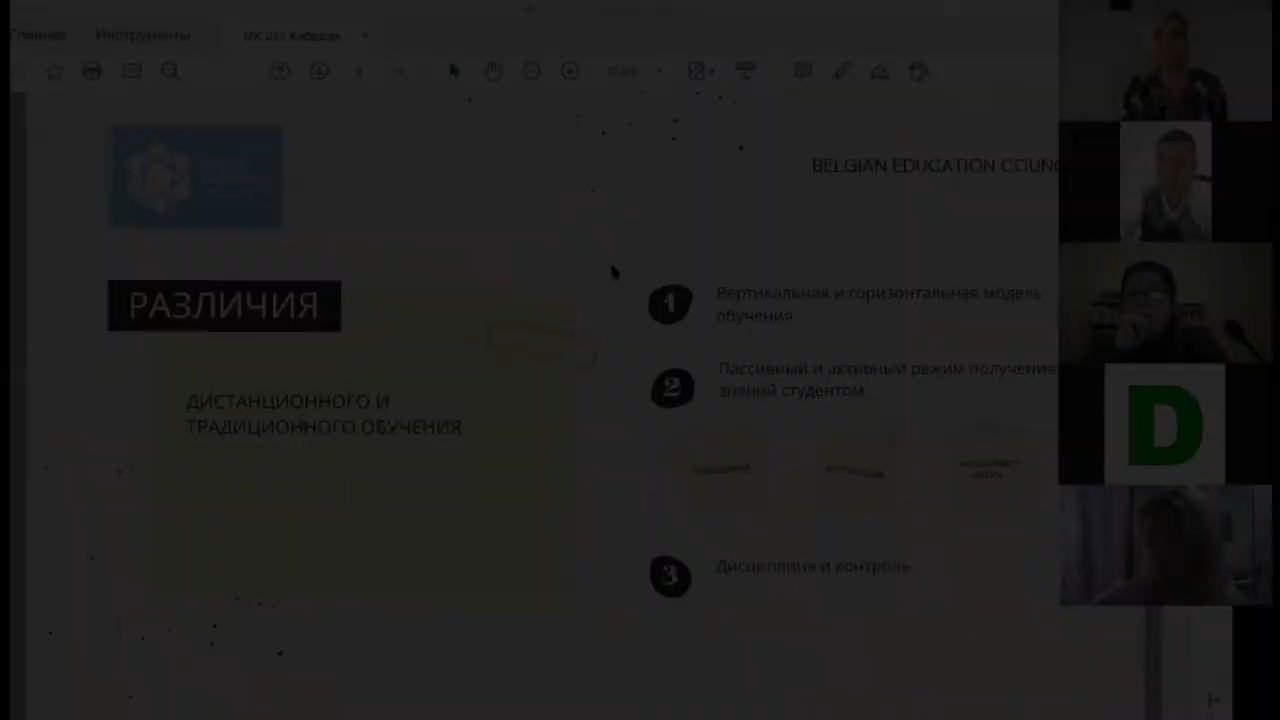 Главная Инструменты
BELGIAN EDUCATION COUNC
РАЗЛИЧИЯ
ДИСТАНЦИОННОГО И
ТРАДИЦИОННОГО ОБУЧЕНИЯ
1
Вертикальная и горизонтальная модель
обучения
2
Пассивный и активный режим получения
знаний студентом
3
Дисциплина и контроль
D